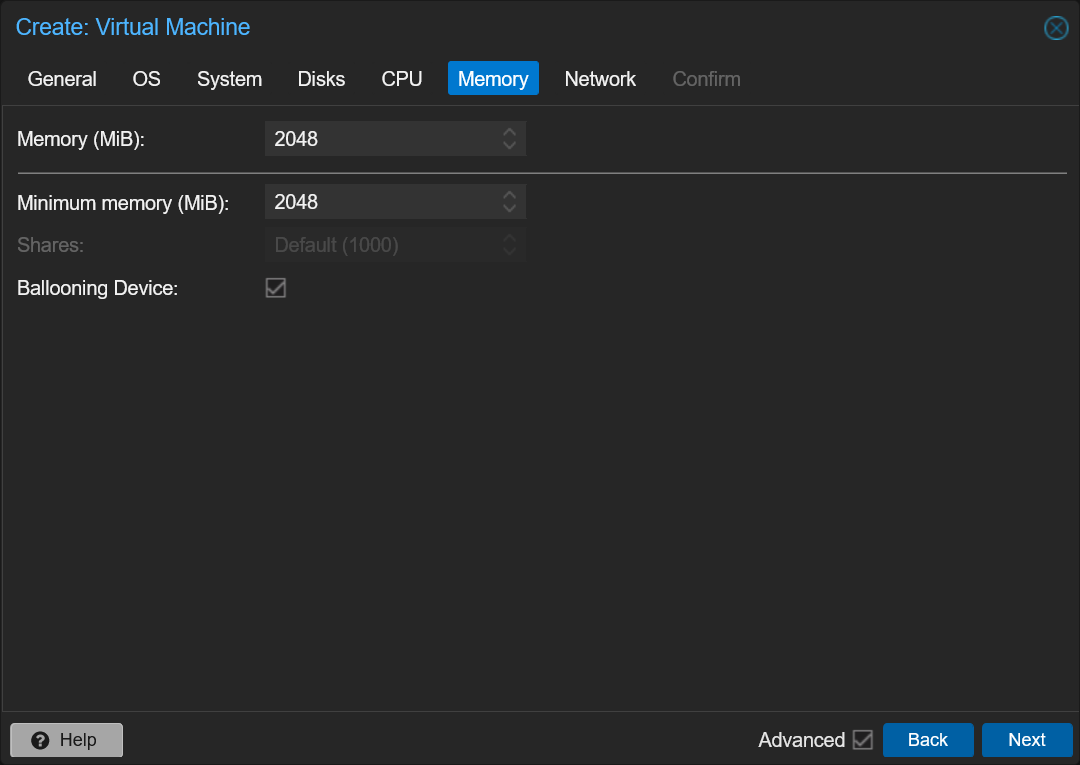 Create: Virtual Machine
General OS System Disks CPU Memory Network Confirm
Memory (MiB): 2048
Minimum memory (MiB): 2048
Shares: Default (1000)
Ballooning Device:
Help Advanced Back Next